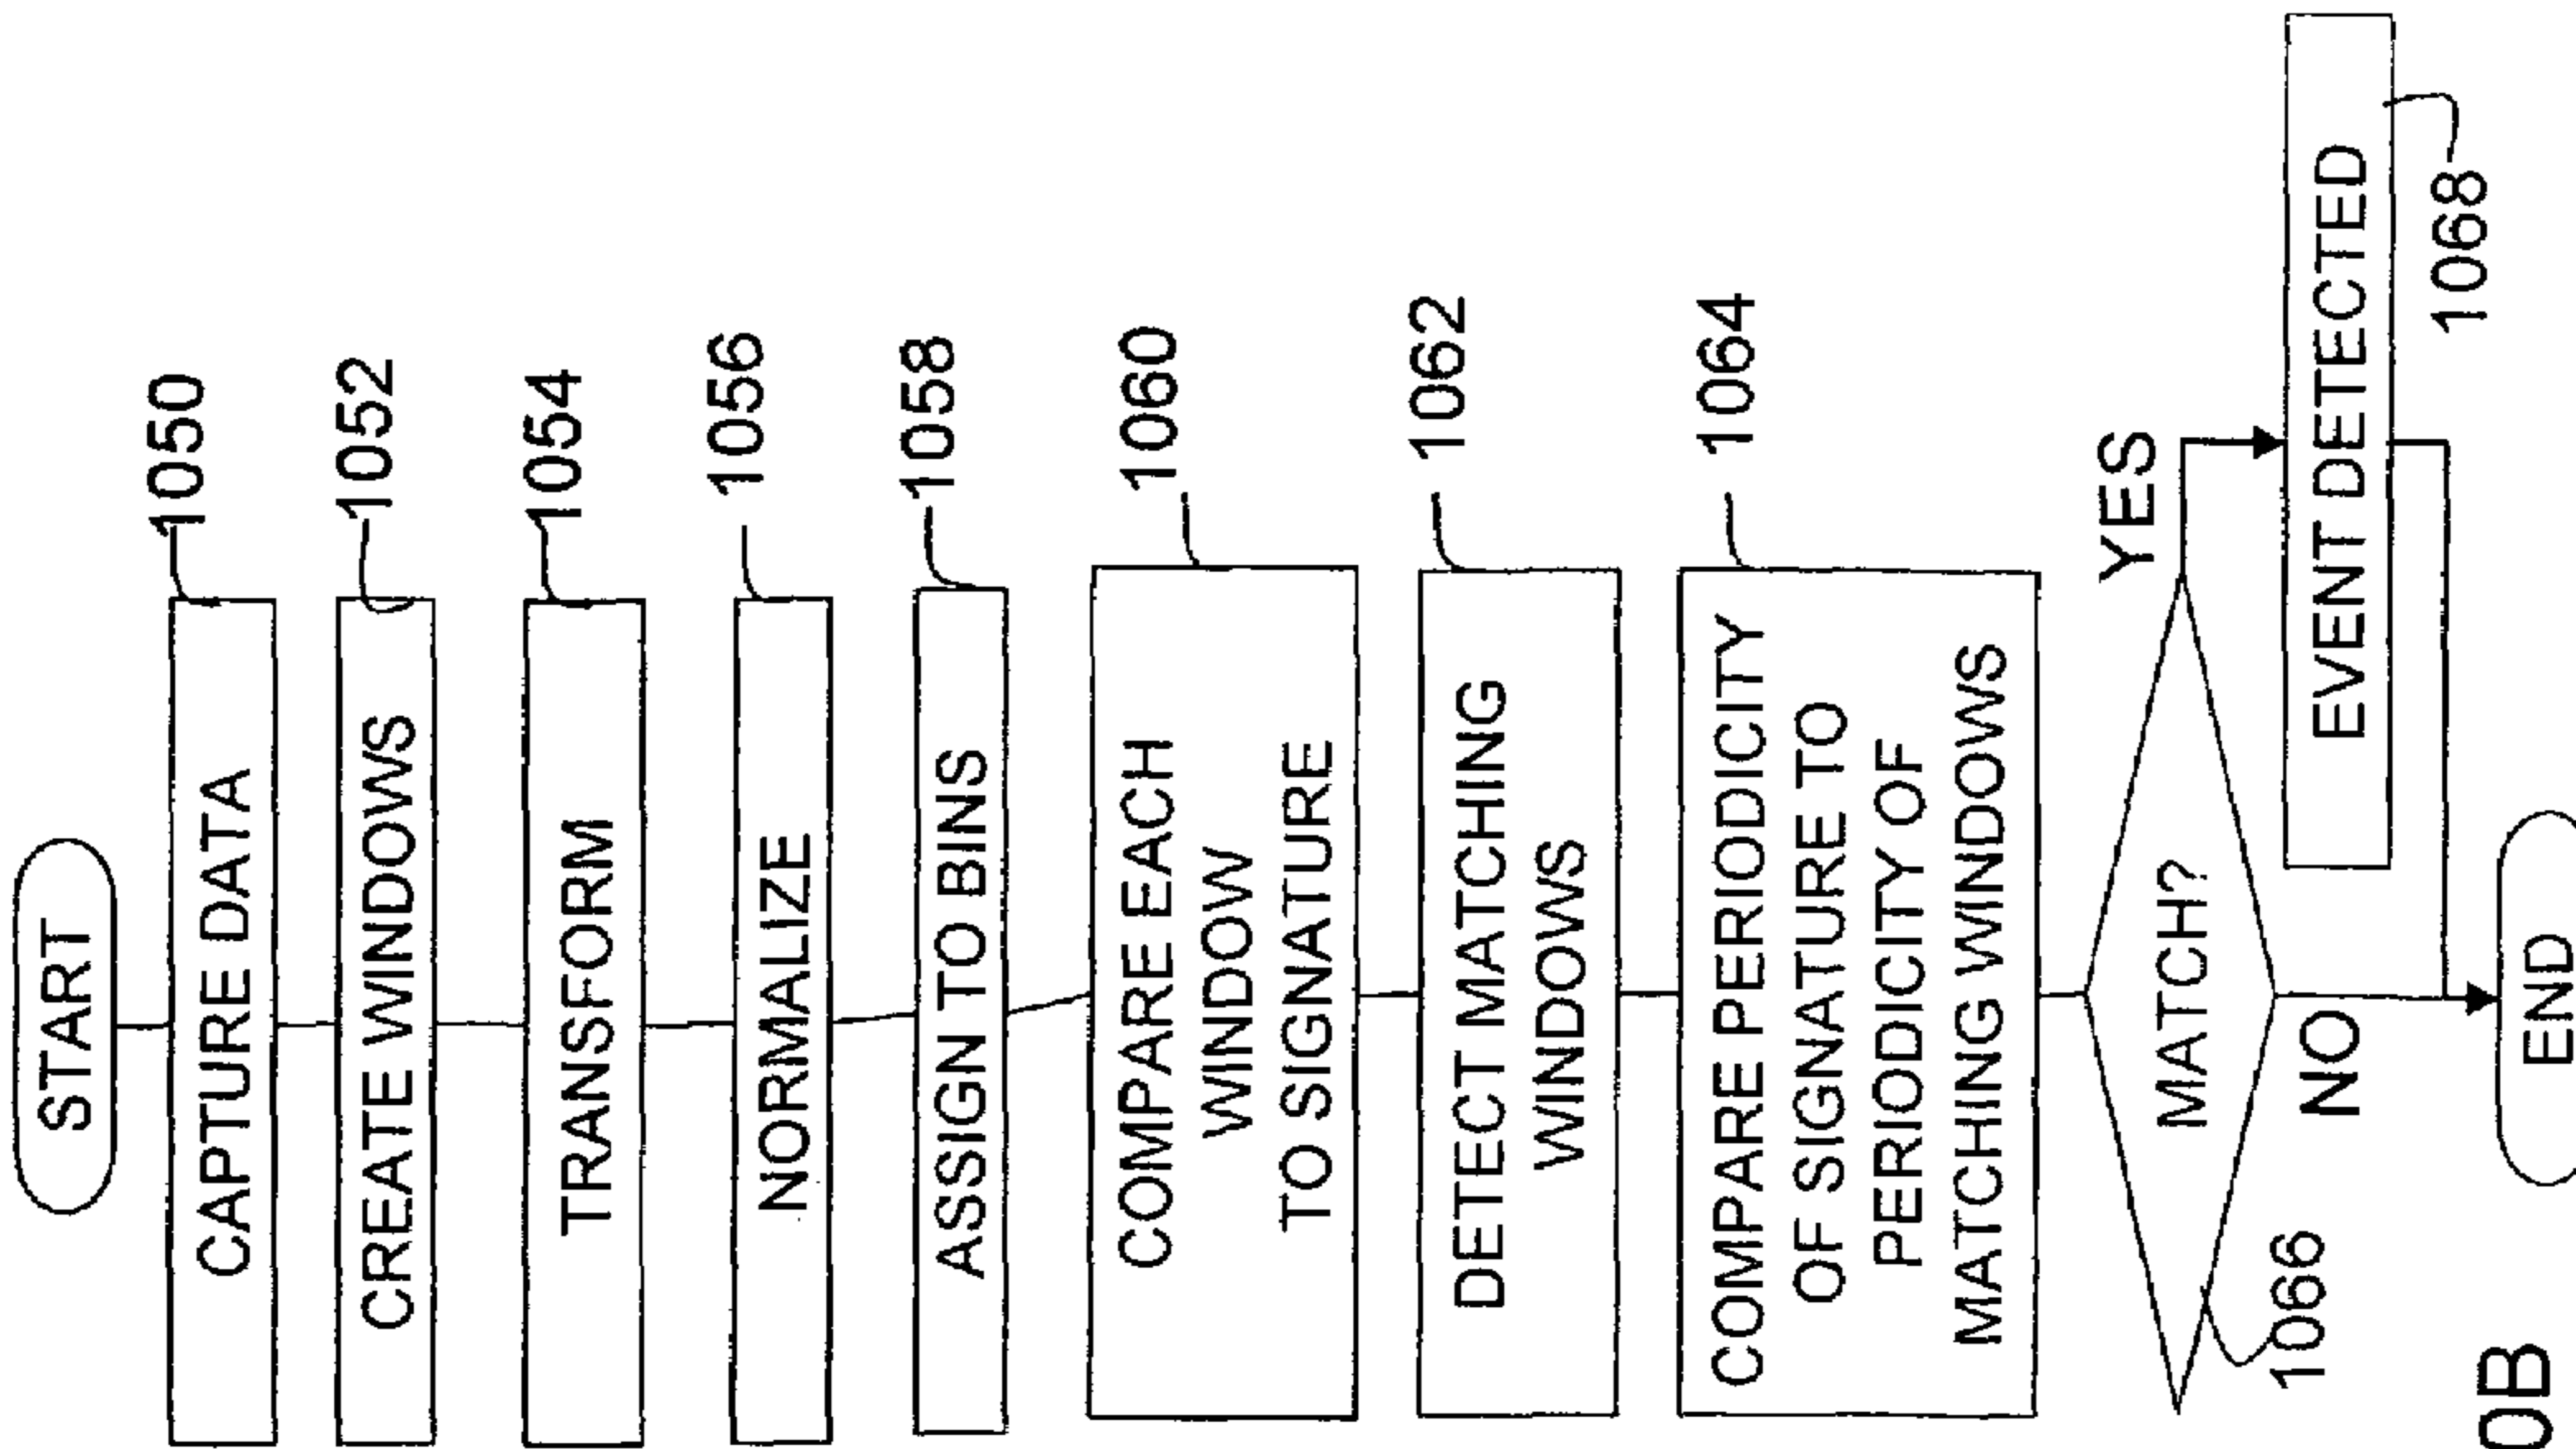 START
1050
CAPTURE DATA
1052
CREATE WINDOWS
1054
TRANSFORM
1056
NORMALIZE
1058
ASSIGN TO BINS
1060
COMPARE EACH
WINDOW
TO SIGNATURE
1062
DETECT MATCHING
WINDOWS
1064
COMPARE PERIODICITY
OF SIGNATURE TO
PERIODICITY OF
MATCHING WINDOWS
MATCH?
YES
NO
1066
EVENT DETECTED
1068
END
0B